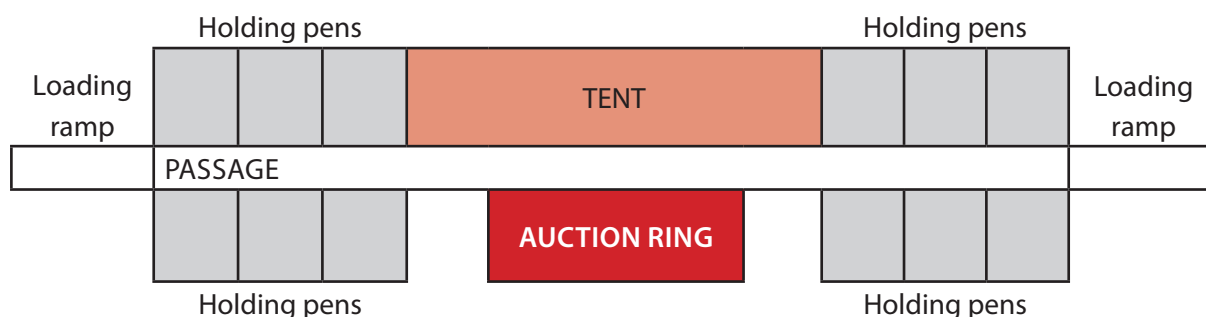 Holding pens
Holding pens
Loading
ramp
TENT
Loading
ramp
PASSAGE
AUCTION RING
Holding pens
Holding pens